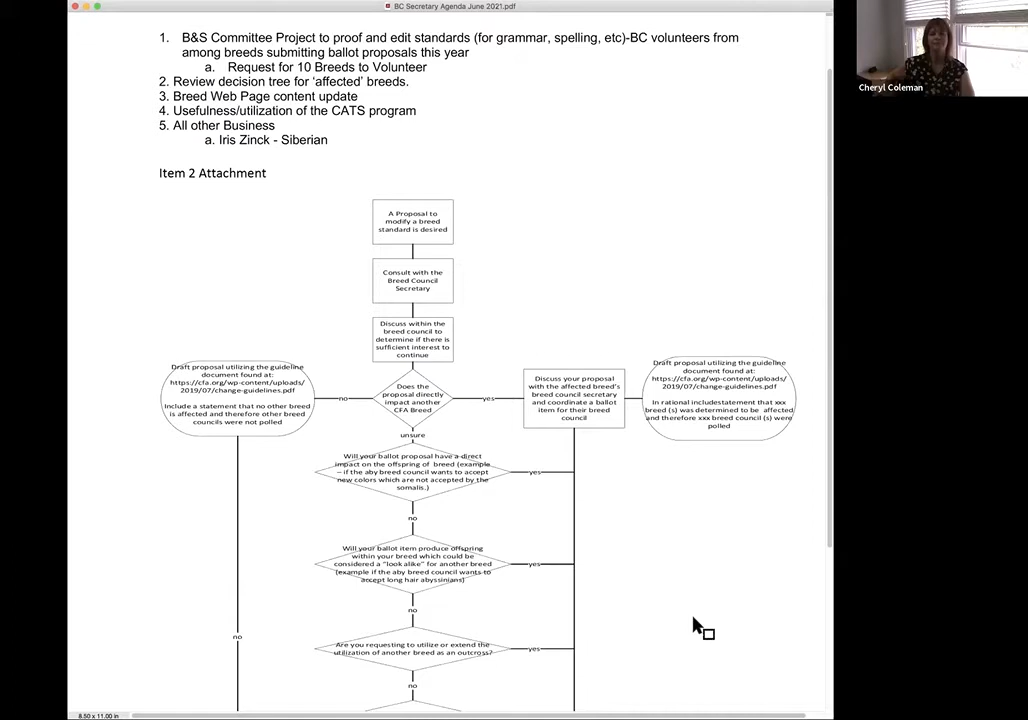 BC Secretary Agenda June 2021.pdf
1. B&S Committee Project to proof and edit standards (for grammar, spelling, etc)-BC volunteers from
among breeds submitting ballot proposals this year
a. Request for 10 Breeds to Volunteer
2. Review decision tree for ‘affected’ breeds.
3. Breed Web Page content update
4. Usefulness/utilization of the CATS program
5. All other Business
a. Iris Zinck - Siberian
Item 2 Attachment
A Proposal to
modify a breed
standard is desired
Consult with the
Breed Council
Secretary
Discuss within the
breed council to
determine if there is
sufficient interest to
continue
Does the
proposal directly
impact another
CFA Breed
no
Draft proposal utilizing the guideline
document found at:
https://cfa.org/wp-content/uploads/
2019/07/change-guidelines.pdf
Include a statement that no other breed
is affected and therefore other breed
councils were not polled
yes
Discuss your proposal
with the affected breed's
breed council secretary
and coordinate a ballot
item for their breed
council
Draft proposal utilizing the guideline
document found at:
https://cfa.org/wp-content/uploads/
2019/07/change-guidelines.pdf
In rational includestatement that xxx
breed (s) was determined to be affected
and therefore xxx breed council (s) were
polled
unsure
Will your ballot proposal have a direct
impact on the offspring of breed (example
– if the aby breed council wants to accept
new colors which are not accepted by the
somalis.)
yes
no
Will your ballot item produce offspring
within your breed which could be
considered a "look alike" for another breed
(example if the aby breed council wants to
accept long hair abyssinians)
yes
no
no
Are you requesting to utilize or extend the
utilization of another breed as an outcross?
yes
no
8.50 x 11.00 in
Cheryl Coleman